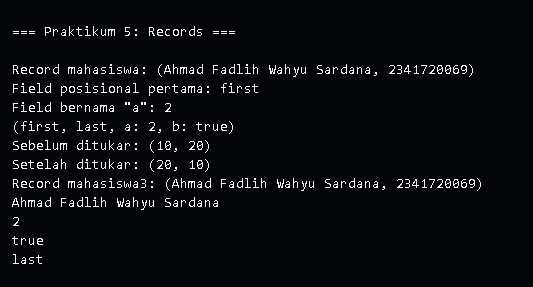 === Praktikum 5: Records ===
Record mahasiswa: (Ahmad Fadlih Wahyu Sardana, 2341720069)
Field posisional pertama: first
Field bernama "a": 2
(first, last, a: 2, b: true)
Sebelum ditukar: (10, 20)
Setelah ditukar: (20, 10)
Record mahasiswa3: (Ahmad Fadlih Wahyu Sardana, 2341720069)
Ahmad Fadlih Wahyu Sardana
2
true
last